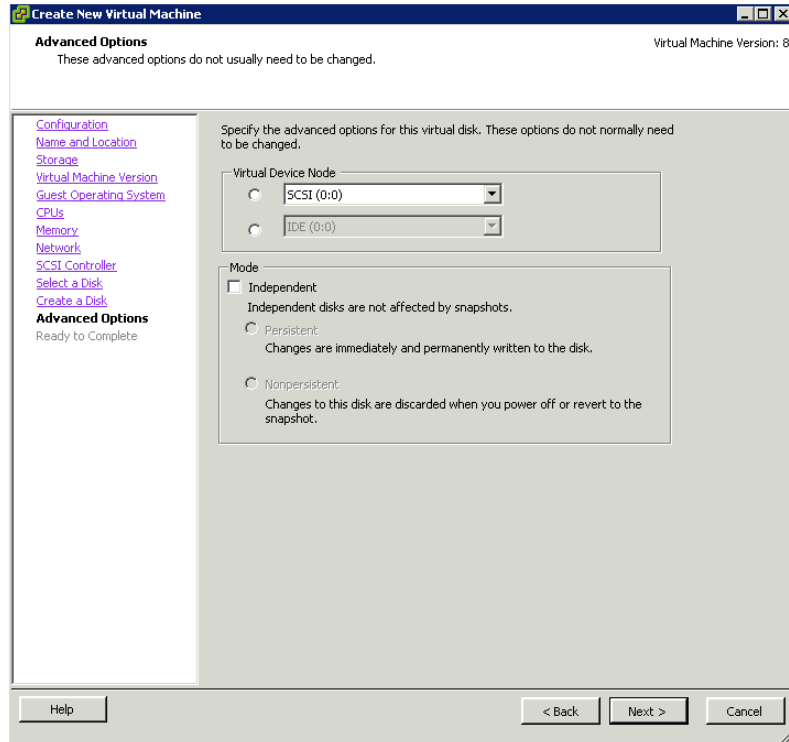 Create New Virtual Machine
Advanced Options
These advanced options do not usually need to be changed.
Virtual Machine Version: 8
Configuration
Name and Location
Storage
Virtual Machine Version
Guest Operating System
CPUs
Memory
Network
SCSI Controller
Select a Disk
Create a Disk
Advanced Options
Ready to Complete
Specify the advanced options for this virtual disk. These options do not normally need
to be changed.
Virtual Device Node
SCSI (0:0)
IDE (0:0)
Mode
Independent
Independent disks are not affected by snapshots.
Persistent
Changes are immediately and permanently written to the disk.
Nonpersistent
Changes to this disk are discarded when you power off or revert to the
snapshot.
Help
< Back
Next >
Cancel